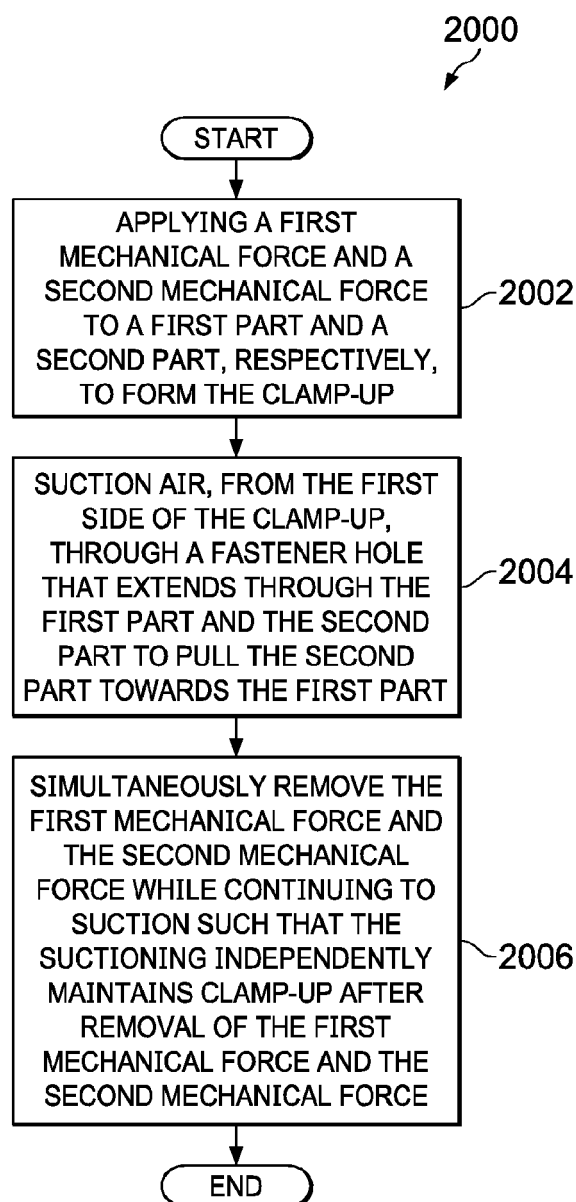 2000
START
APPLYING A FIRST
MECHANICAL FORCE AND A
SECOND MECHANICAL FORCE
TO A FIRST PART AND A
SECOND PART, RESPECTIVELY,
TO FORM THE CLAMP-UP
2002
SUCTION AIR, FROM THE FIRST
SIDE OF THE CLAMP-UP,
THROUGH A FASTENER HOLE
THAT EXTENDS THROUGH THE
FIRST PART AND THE SECOND
PART TO PULL THE SECOND
PART TOWARDS THE FIRST PART
2004
SIMULTANEOUSLY REMOVE THE
FIRST MECHANICAL FORCE AND
THE SECOND MECHANICAL
FORCE WHILE CONTINUING TO
SUCTION SUCH THAT THE
SUCTIONING INDEPENDENTLY
MAINTAINS CLAMP-UP AFTER
REMOVAL OF THE FIRST
MECHANICAL FORCE AND THE
SECOND MECHANICAL FORCE
2006
END